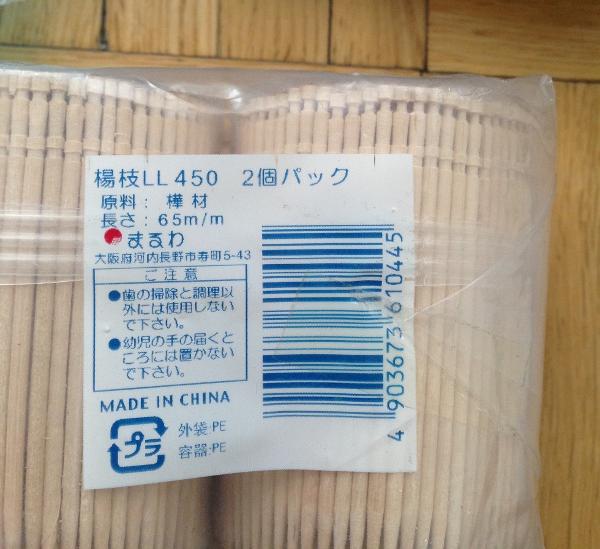 楊枝LL450 2個パック
原料: 樺材
長さ: 65m/m
まるわ
大阪府河内長野市寿町5-43
ご注意
●歯の掃除と調理以
外には使用しない
で下さい。
●幼児の手の届くと
ころには置かない
で下さい。
MADE IN CHINA
プラ
外袋:PE
容器:PE
4 903673 610445